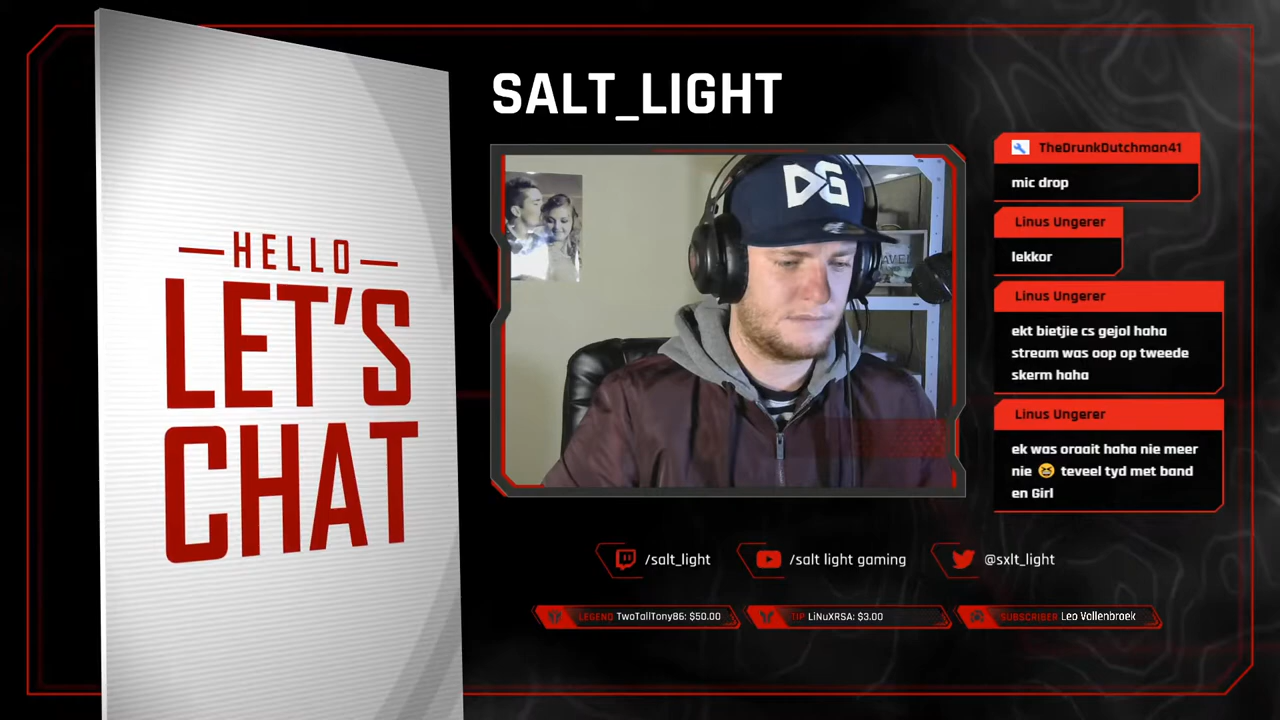 HELLO
LET'S
CHAT
SALT_LIGHT
DG
TheDrunkDutchman41
mic drop
Linus Ungerer
lekkor
Linus Ungerer
ekt bietjie cs gejol haha
stream was oop op tweede
skerm haha
Linus Ungerer
ek was oraait haha nie meer
nie 😆 teveel tyd met band
en Girl
/salt_light
/salt light gaming
@sxlt_light
LEGEND TwoTallTony86: $50.00
TIP LiNuXRSA: $3.00
SUBSCRIBER Leo Vollenbroek